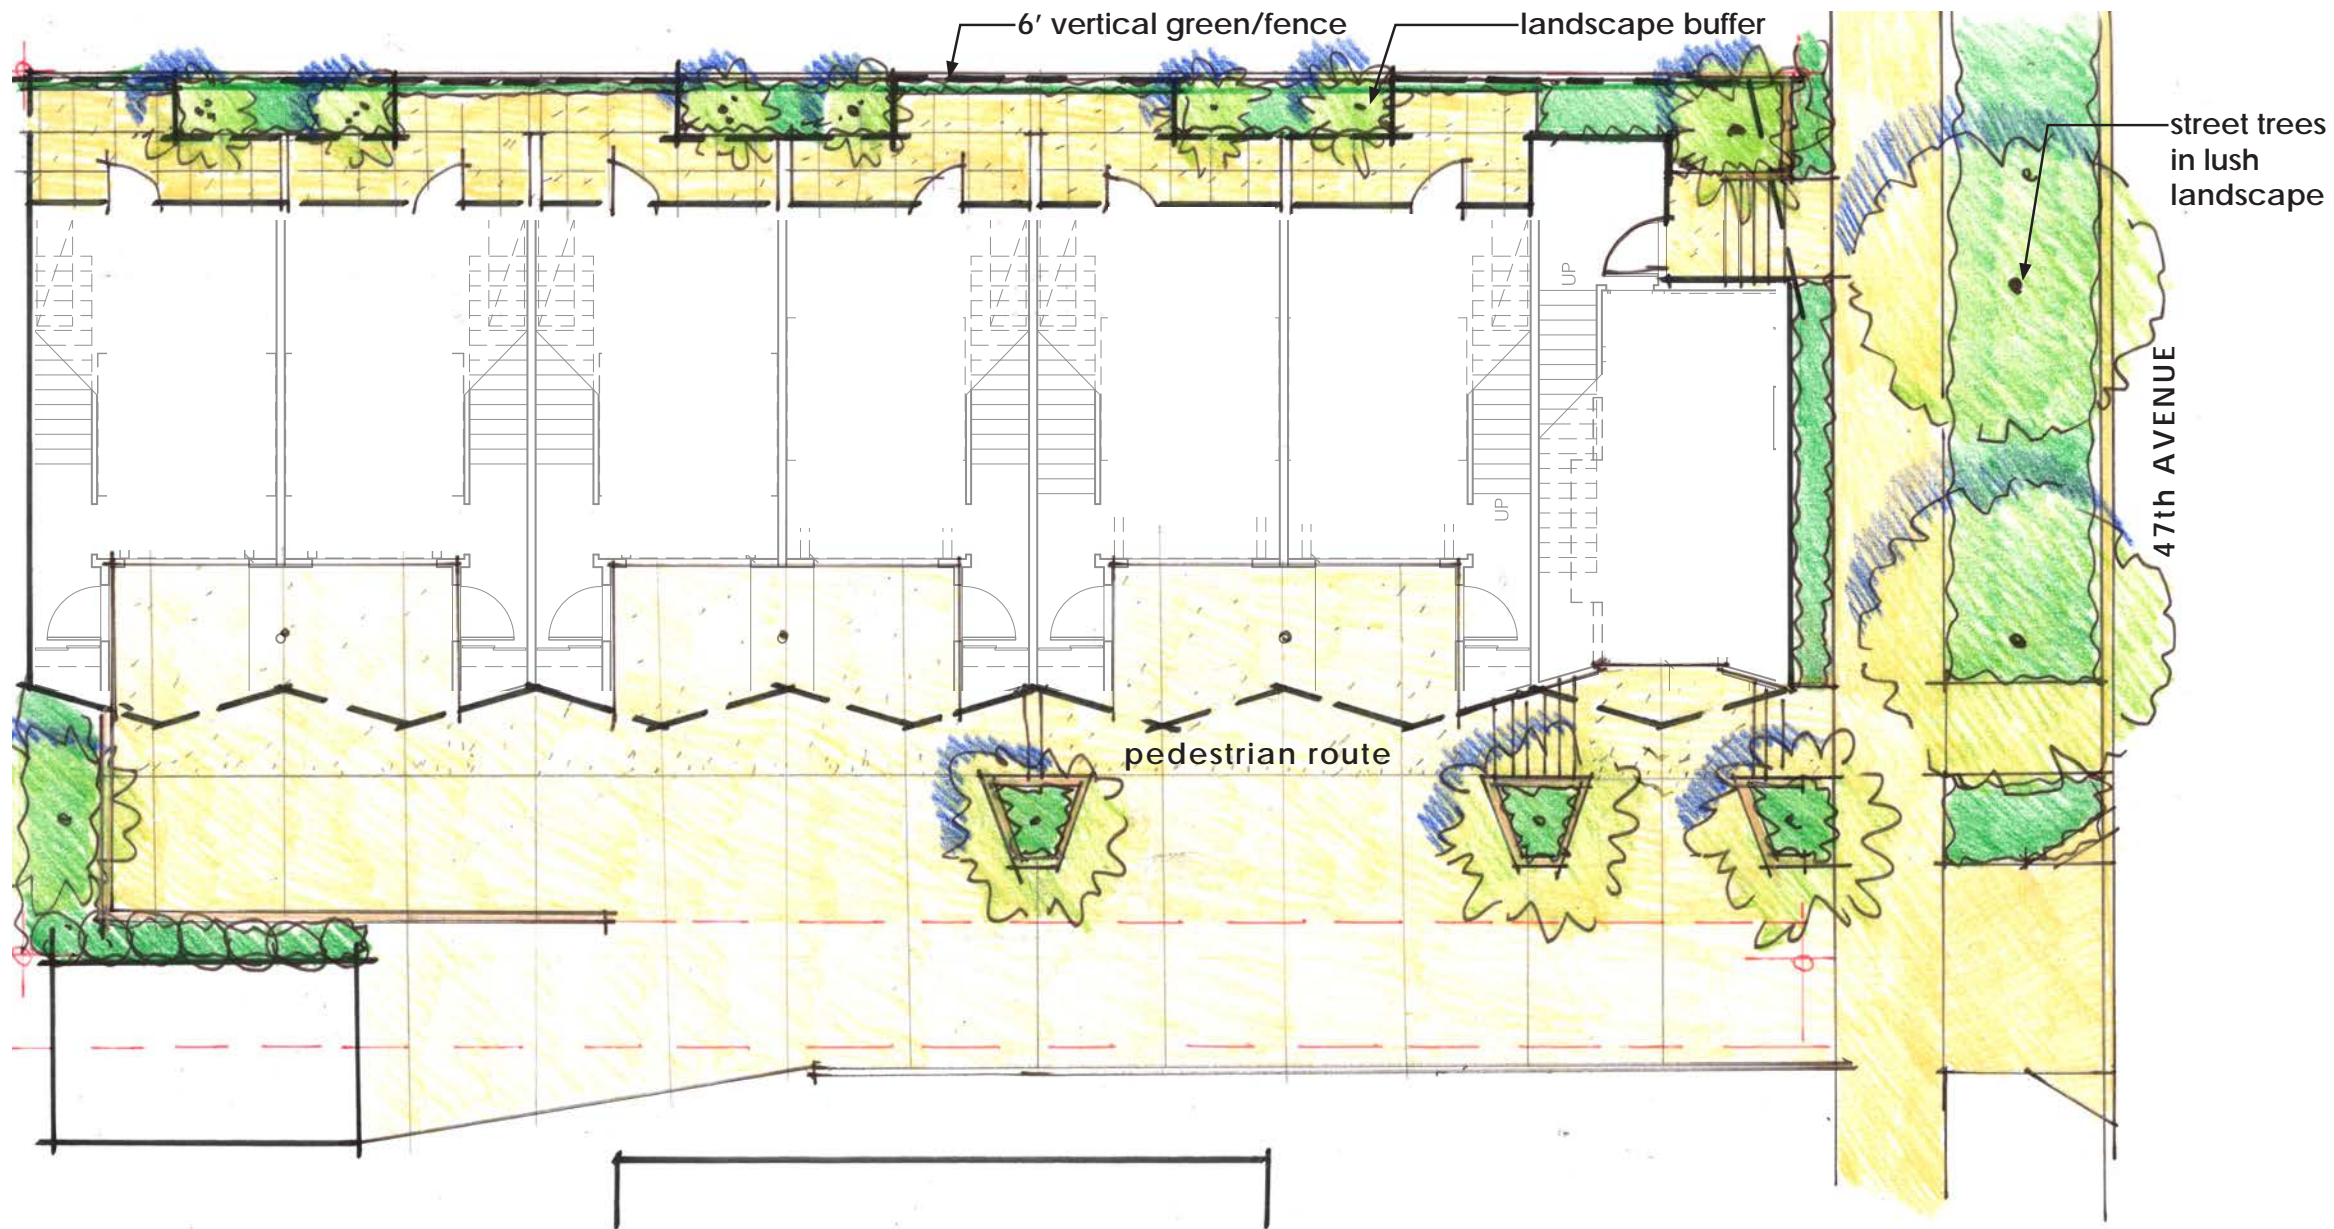 6' vertical green/fence
landscape buffer
street trees
in lush
landscape
UP
47th AVENUE
UP
pedestrian route